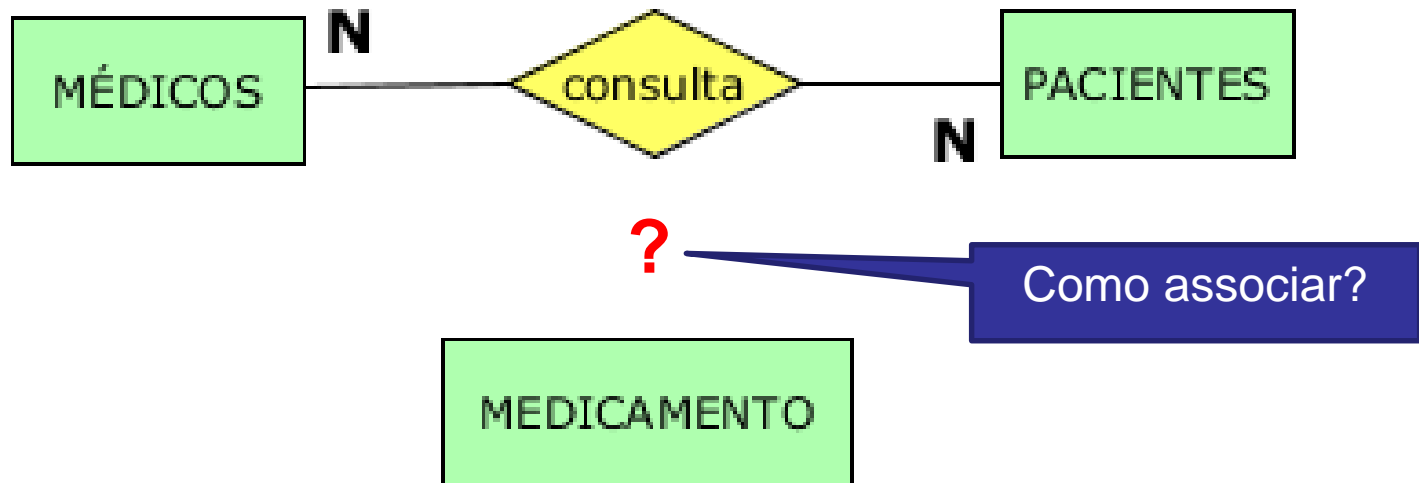 N
MÉDICOS
consulta
PACIENTES
N
?
Como associar?
MEDICAMENTO